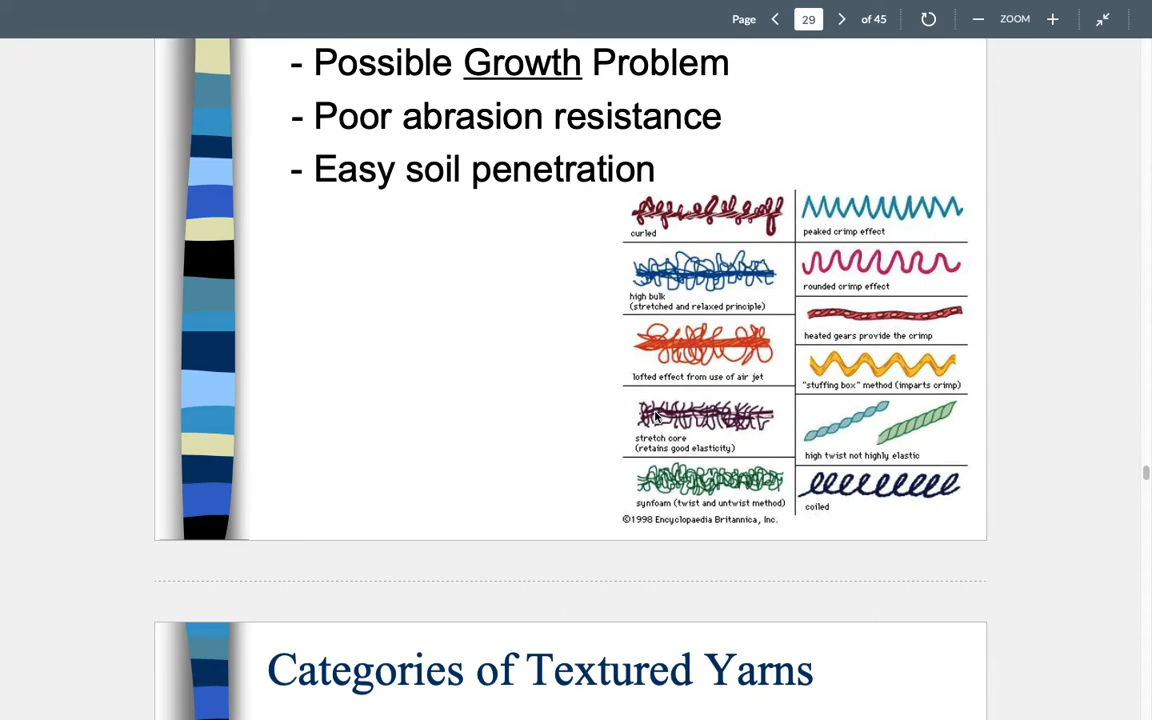 Page 29 of 45 ZOOM
- Possible Growth Problem
- Poor abrasion resistance
- Easy soil penetration
curled
high bulk
(stretched and relaxed principle)
lofted effect from use of air jet
stretch core
(retains good elasticity)
synfoam (twist and untwist method)
peaked crimp effect
rounded crimp effect
heated gears provide the crimp
"stuffing box" method (imparts crimp)
high twist not highly elastic
coiled
©1998 Encyclopaedia Britannica, Inc.
Categories of Textured Yarns